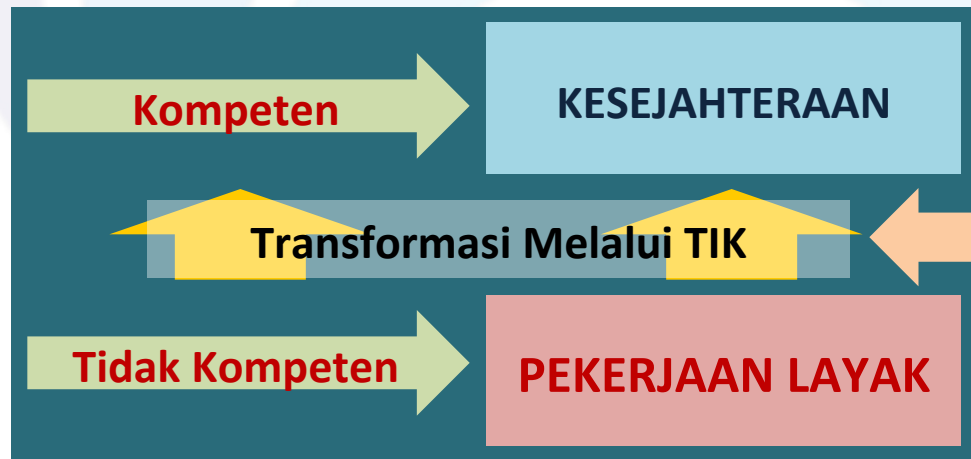 Kompeten
KESEJAHTERAAN
Transformasi Melalui TIK
Tidak Kompeten
PEKERJAAN LAYAK